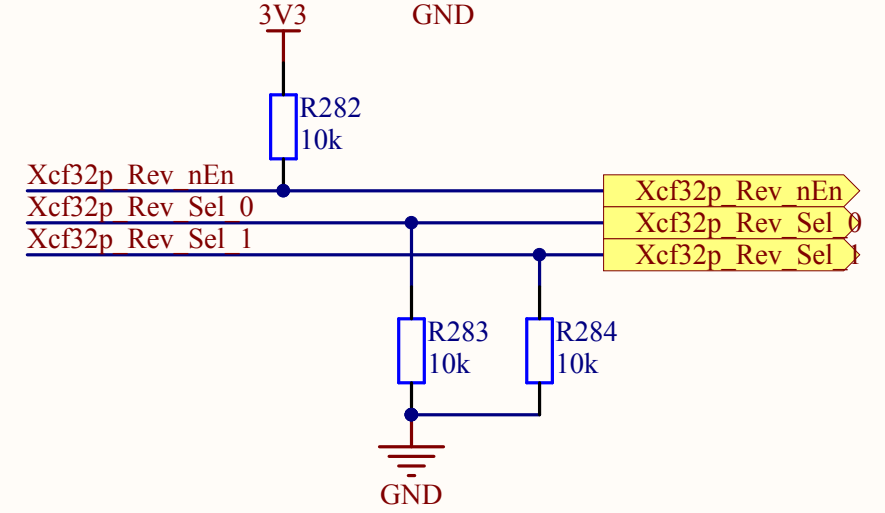 3V3
GND
R282
10k
Xcf32p_Rev_nEn
Xcf32p_Rev_nEn
Xcf32p_Rev_Sel_0
Xcf32p_Rev_Sel_0
Xcf32p_Rev_Sel_1
Xcf32p_Rev_Sel_1
R283
10k
R284
10k
GND